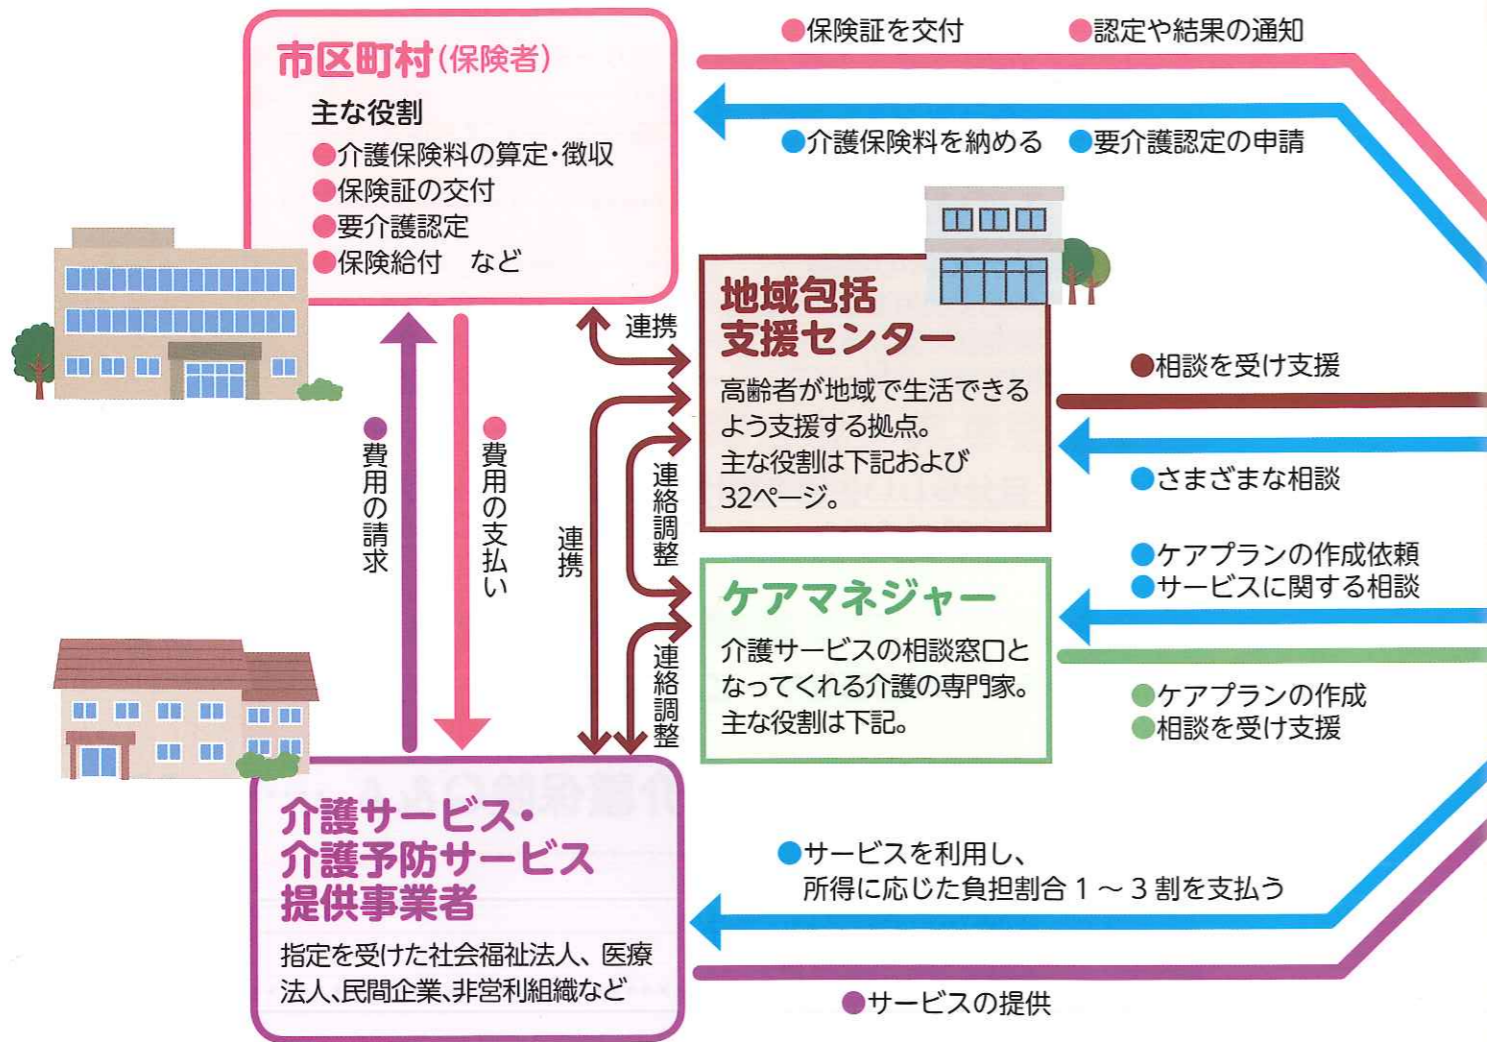 市区町村(保険者)
主な役割
●介護保険料の算定・徴収
●保険証の交付
●要介護認定
●保険給付　など
●保険証を交付
●認定や結果の通知
●介護保険料を納める
●要介護認定の申請
連携
地域包括
支援センター
高齢者が地域で生活できる
よう支援する拠点。
主な役割は下記および
32ページ。
●相談を受け支援
●さまざまな相談
●費用の請求
●費用の支払い
連携
連絡調整
ケアマネジャー
介護サービスの相談窓口と
なってくれる介護の専門家。
主な役割は下記。
●ケアプランの作成依頼
●サービスに関する相談
●ケアプランの作成
●相談を受け支援
連絡調整
介護サービス・
介護予防サービス
提供事業者
指定を受けた社会福祉法人、医療
法人、民間企業、非営利組織など
●サービスを利用し、
所得に応じた負担割合１～３割を支払う
●サービスの提供